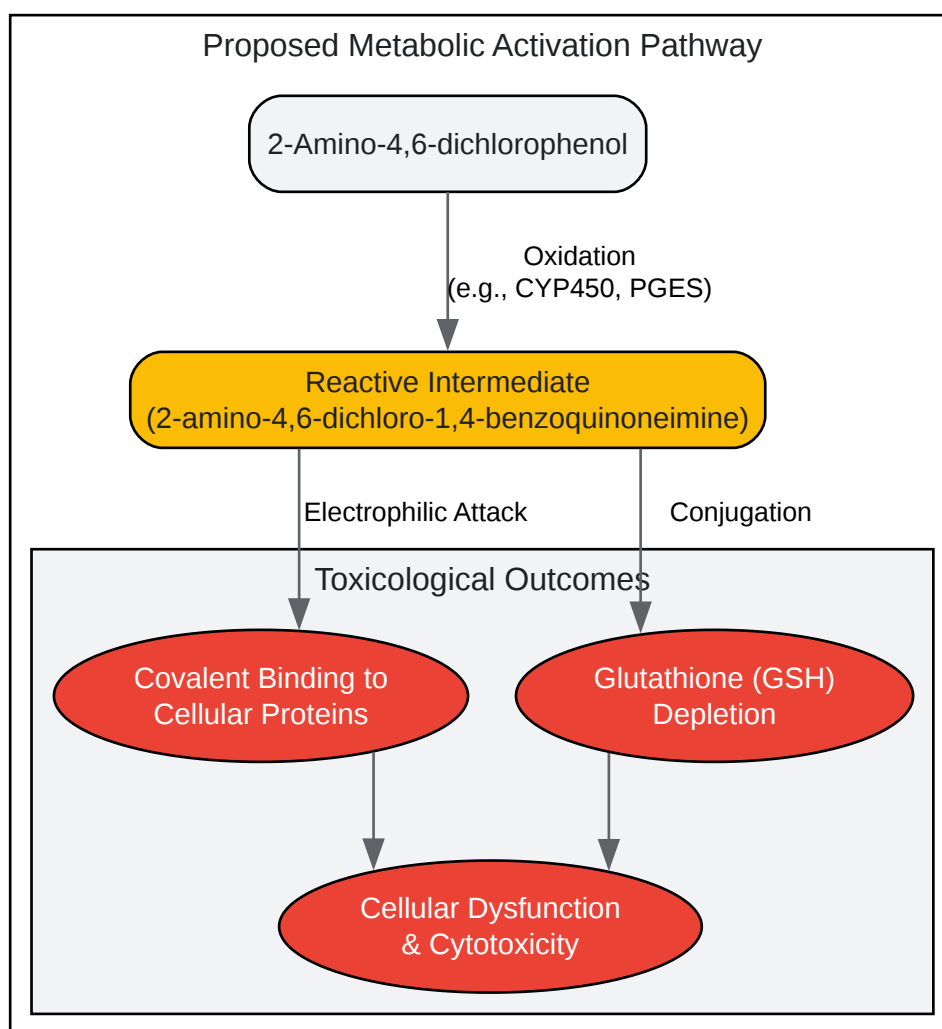 Proposed Metabolic Activation Pathway
2-Amino-4,6-dichlorophenol
Oxidation
(e.g., CYP450, PGES)
Reactive Intermediate
(2-amino-4,6-dichloro-1,4-benzoquinoneimine)
Electrophilic Attack
Conjugation
Toxicological Outcomes
Covalent Binding to
Cellular Proteins
Glutathione (GSH)
Depletion
Cellular Dysfunction
& Cytotoxicity